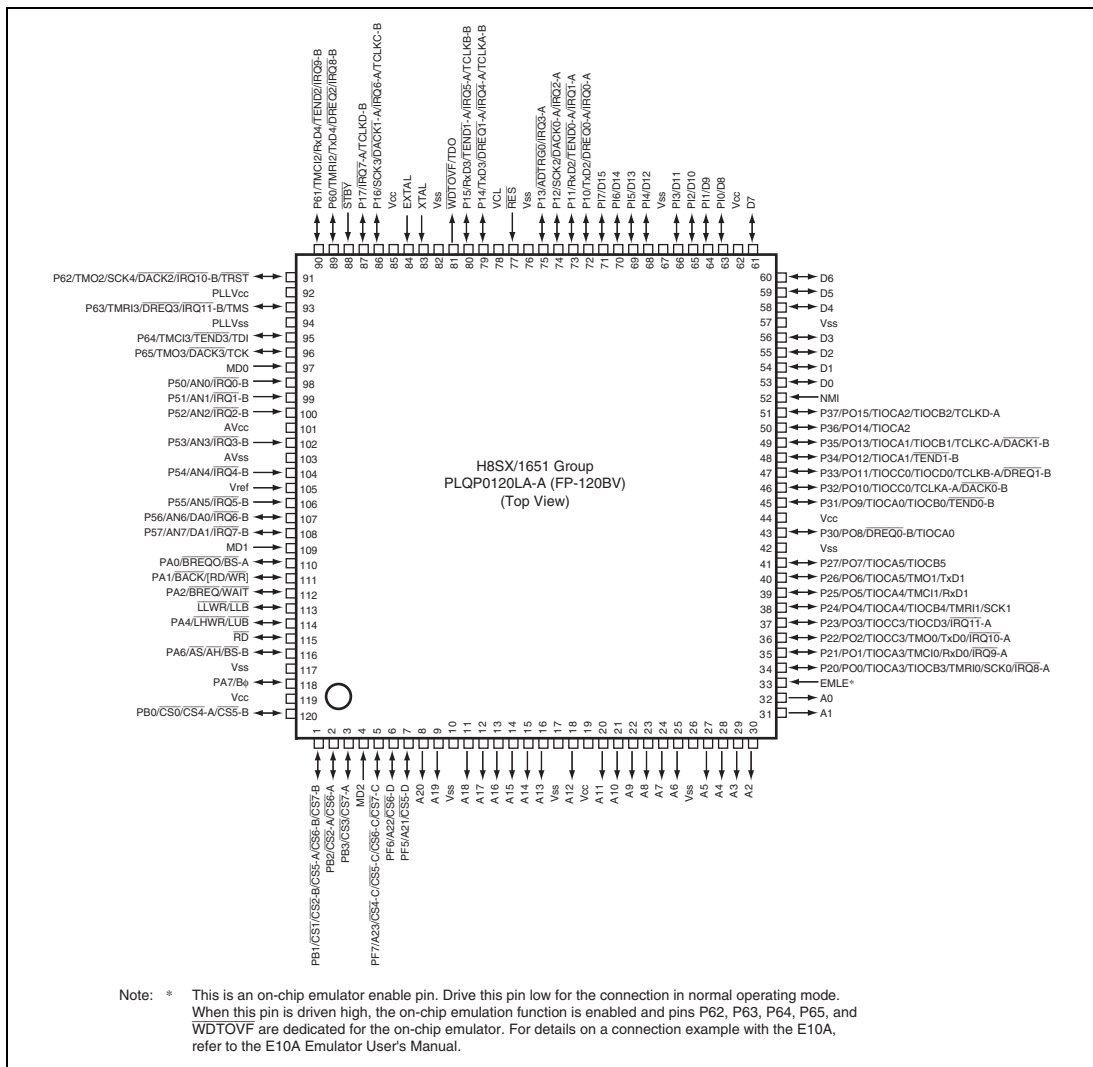 P61/TMCI2/RxD4/TEND2/IRQ9-B
P60/TMRI2/TxD4/DREQ2/IRQ8-B
STBY
P17/IRQ7-A/TCLKD-B
P16/SCK3/DACK1-A/IRQ6-A/TCLKC-B
Vcc
EXTAL
XTAL
Vss
WDTOVF/TDO
P15/RxD3/TEND1-A/IRQ5-A/TCLKB-B
P14/TxD3/DREQ1-A/IRQ4-A/TCLKA-B
VCL
RES
Vss
P13/ADTRG0/IRQ3-A
P12/SCK2/DACK0-A/IRQ2-A
P11/RxD2/TEND0-A/IRQ1-A
P10/TxD2/DREQ0-A/IRQ0-A
PI7/D15
PI6/D14
PI5/D13
PI4/D12
Vss
PI3/D11
PI2/D10
PI1/D9
PI0/D8
Vcc
D7
90 89 88 87 86 85 84 83 82 81 80 79 78 77 76 75 74 73 72 71 70 69 68 67 66 65 64 63 62 61
P62/TMO2/SCK4/DACK2/IRQ10-B/TRST 91
PLLVcc 92
P63/TMRI3/DREQ3/IRQ11-B/TMS 93
PLLVss 94
P64/TMCI3/TEND3/TDI 95
P65/TMO3/DACK3/TCK 96
MD0 97
P50/AN0/IRQ0-B 98
P51/AN1/IRQ1-B 99
P52/AN2/IRQ2-B 100
AVcc 101
P53/AN3/IRQ3-B 102
AVss 103
P54/AN4/IRQ4-B 104
Vref 105
P55/AN5/IRQ5-B 106
P56/AN6/DA0/IRQ6-B 107
P57/AN7/DA1/IRQ7-B 108
MD1 109
PA0/BREQO/BS-A 110
PA1/BACK/[RD/WR] 111
PA2/BREQ/WAIT 112
LLWR/LLB 113
PA4/LHWR/LUB 114
RD 115
PA6/AS/AH/BS-B 116
Vss 117
PA7/Bφ 118
Vcc 119
PB0/CS0/CS4-A/CS5-B 120
H8SX/1651 Group
PLQP0120LA-A (FP-120BV)
(Top View)
60 D6
59 D5
58 D4
57 Vss
56 D3
55 D2
54 D1
53 D0
52 NMI
51 P37/PO15/TIOCA2/TIOCB2/TCLKD-A
50 P36/PO14/TIOCA2
49 P35/PO13/TIOCA1/TIOCB1/TCLKC-A/DACK1-B
48 P34/PO12/TIOCA1/TEND1-B
47 P33/PO11/TIOCC0/TIOCD0/TCLKB-A/DREQ1-B
46 P32/PO10/TIOCC0/TCLKA-A/DACK0-B
45 P31/PO9/TIOCA0/TIOCB0/TEND0-B
44 Vcc
43 P30/PO8/DREQ0-B/TIOCA0
42 Vss
41 P27/PO7/TIOCA5/TIOCB5
40 P26/PO6/TIOCA5/TMO1/TxD1
39 P25/PO5/TIOCA4/TMCI1/RxD1
38 P24/PO4/TIOCA4/TIOCB4/TMRI1/SCK1
37 P23/PO3/TIOCC3/TIOCD3/IRQ11-A
36 P22/PO2/TIOCC3/TMO0/TxD0/IRQ10-A
35 P21/PO1/TIOCA3/TMCI0/RxD0/IRQ9-A
34 P20/PO0/TIOCA3/TIOCB3/TMRI0/SCK0/IRQ8-A
33 EMLE*
32 A0
31 A1
1 2 3 4 5 6 7 8 9 10 11 12 13 14 15 16 17 18 19 20 21 22 23 24 25 26 27 28 29 30
PB1/CS1/CS2-B/CS5-A/CS6-B/CS7-B
PB2/CS2-A/CS6-A
PB3/CS3/CS7-A
MD2
PF7/A23/CS4-C/CS5-C/CS6-C/CS7-C
PF6/A22/CS6-D
PF5/A21/CS5-D
A20
A19
Vss
A18
A17
A16
A15
A14
A13
Vss
A12
Vcc
A11
A10
A9
A8
A7
A6
Vss
A5
A4
A3
A2
Note: * This is an on-chip emulator enable pin. Drive this pin low for the connection in normal operating mode.
When this pin is driven high, the on-chip emulation function is enabled and pins P62, P63, P64, P65, and
WDTOVF are dedicated for the on-chip emulator. For details on a connection example with the E10A,
refer to the E10A Emulator User's Manual.